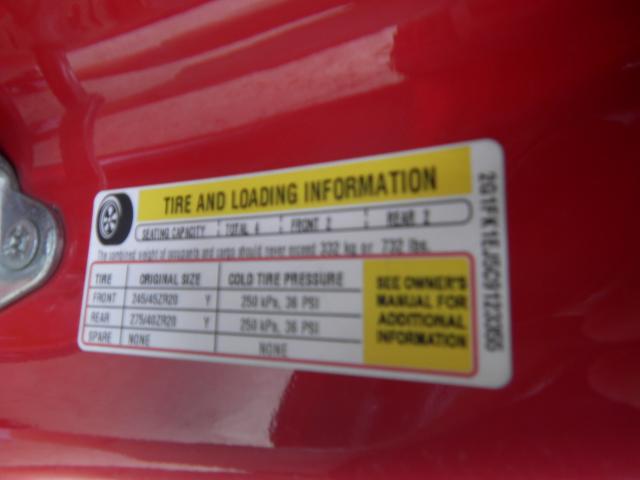 TIRE AND LOADING INFORMATION
SEATING CAPACITY TOTAL 4 FRONT 2 REAR 2
The combined weight of occupants and cargo should never exceed 332 kg or 732 lbs.
TIRE ORIGINAL SIZE COLD TIRE PRESSURE
FRONT 245/45ZR20 Y 250 kPa, 36 PSI
REAR 275/40ZR20 Y 250 kPa, 36 PSI
SPARE NONE NONE
SEE OWNER'S
MANUAL FOR
ADDITIONAL
INFORMATION
2G1FK1EJ5C9123355